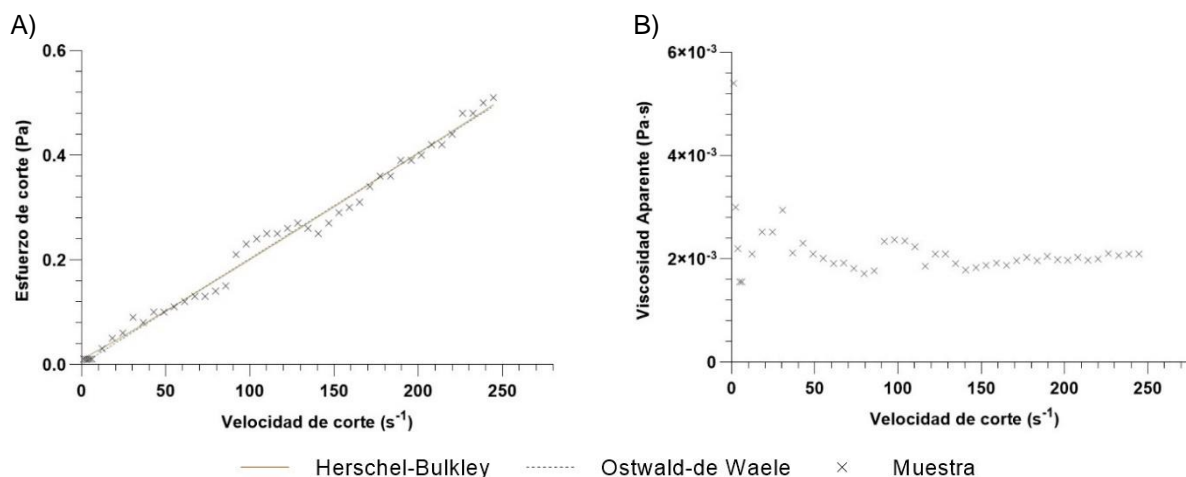 A)
B)
Esfuerzo de corte (Pa)
0.6
0.4
0.2
0.0
0
50
100
150
200
250
Velocidad de corte (s⁻¹)
Viscosidad Aparente (Pa·s)
6×10⁻³
4×10⁻³
2×10⁻³
0
0
50
100
150
200
250
Velocidad de corte (s⁻¹)
Herschel-Bulkley
Ostwald-de Waele
Muestra